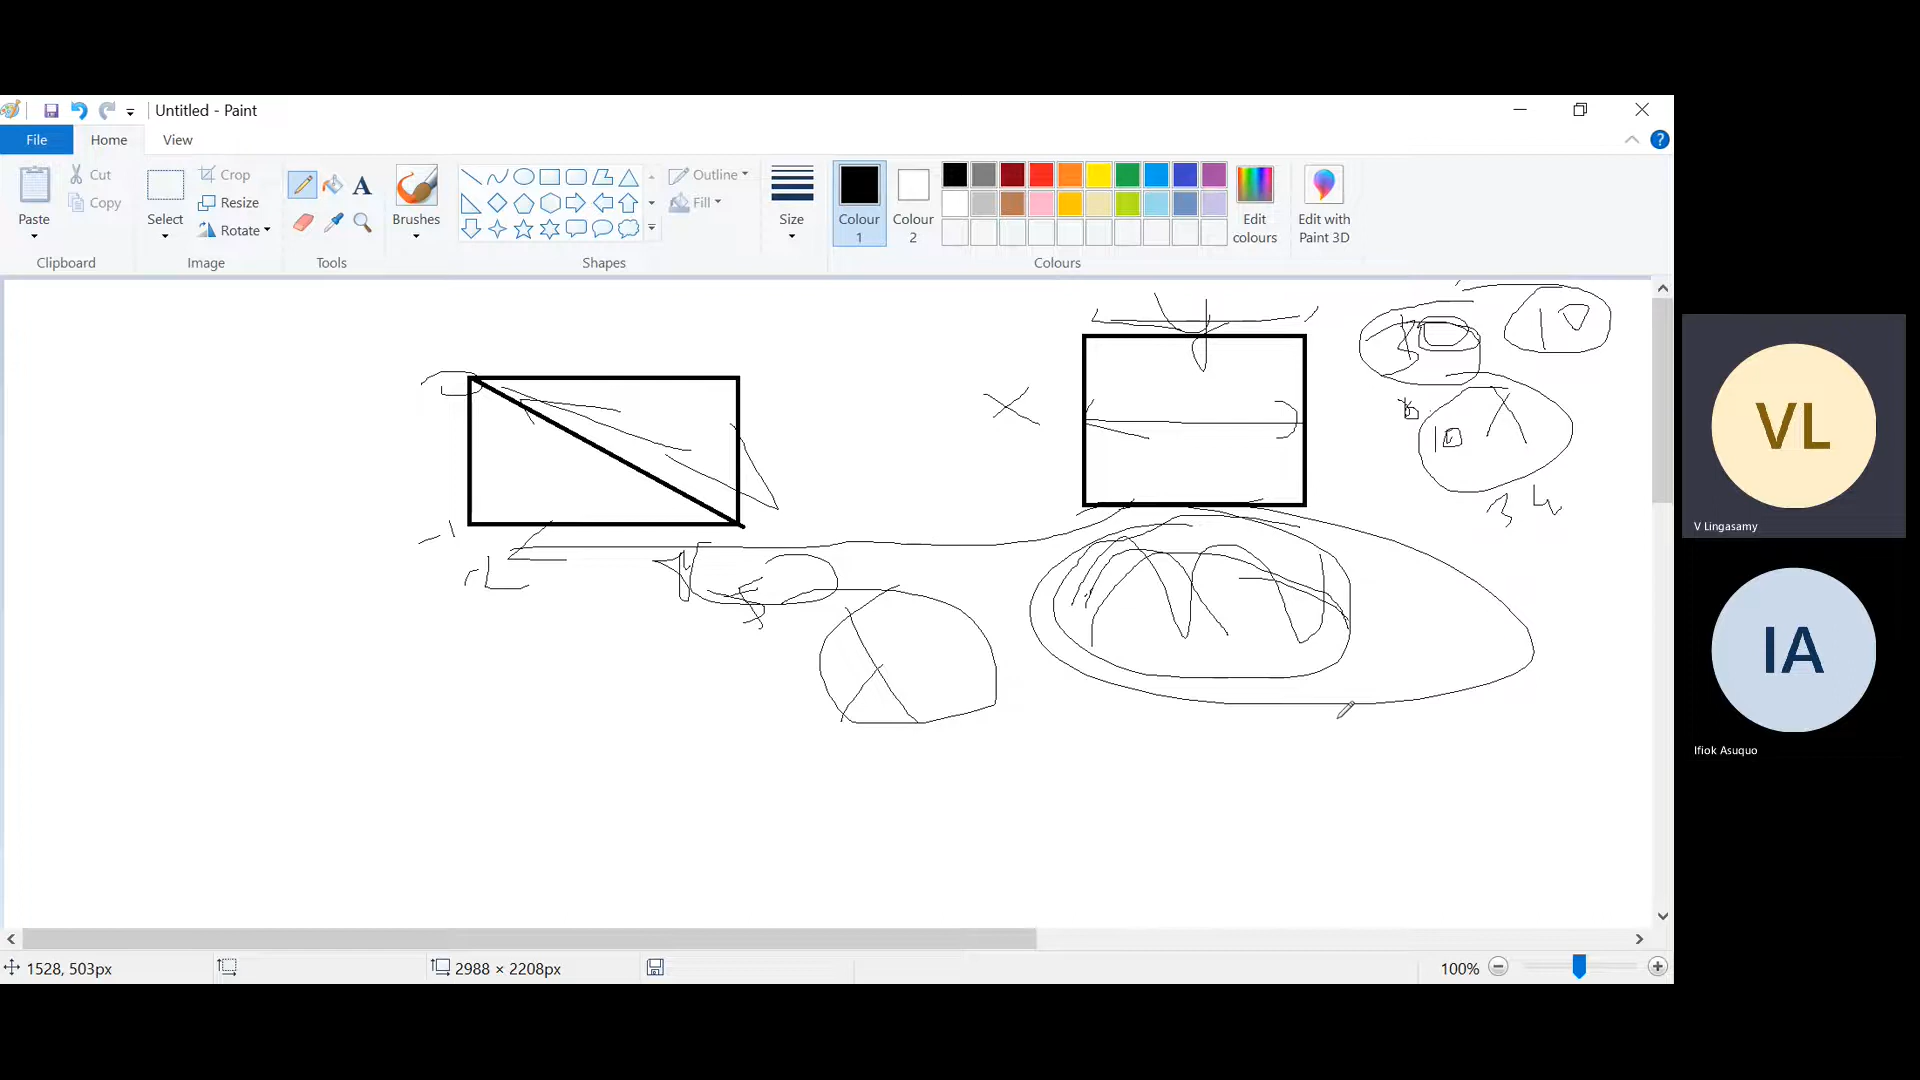 Untitled - Paint
File
Home
View
Paste
Cut
Copy
Clipboard
Select
Crop
Resize
Rotate
Image
A
Tools
Brushes
Shapes
Outline
Fill
Size
Colour
1
Colour
2
Edit
colours
Edit with
Paint 3D
Colours
VL
V Lingasamy
IA
Ifiok Asuquo
1528, 503px
2988 × 2208px
100%